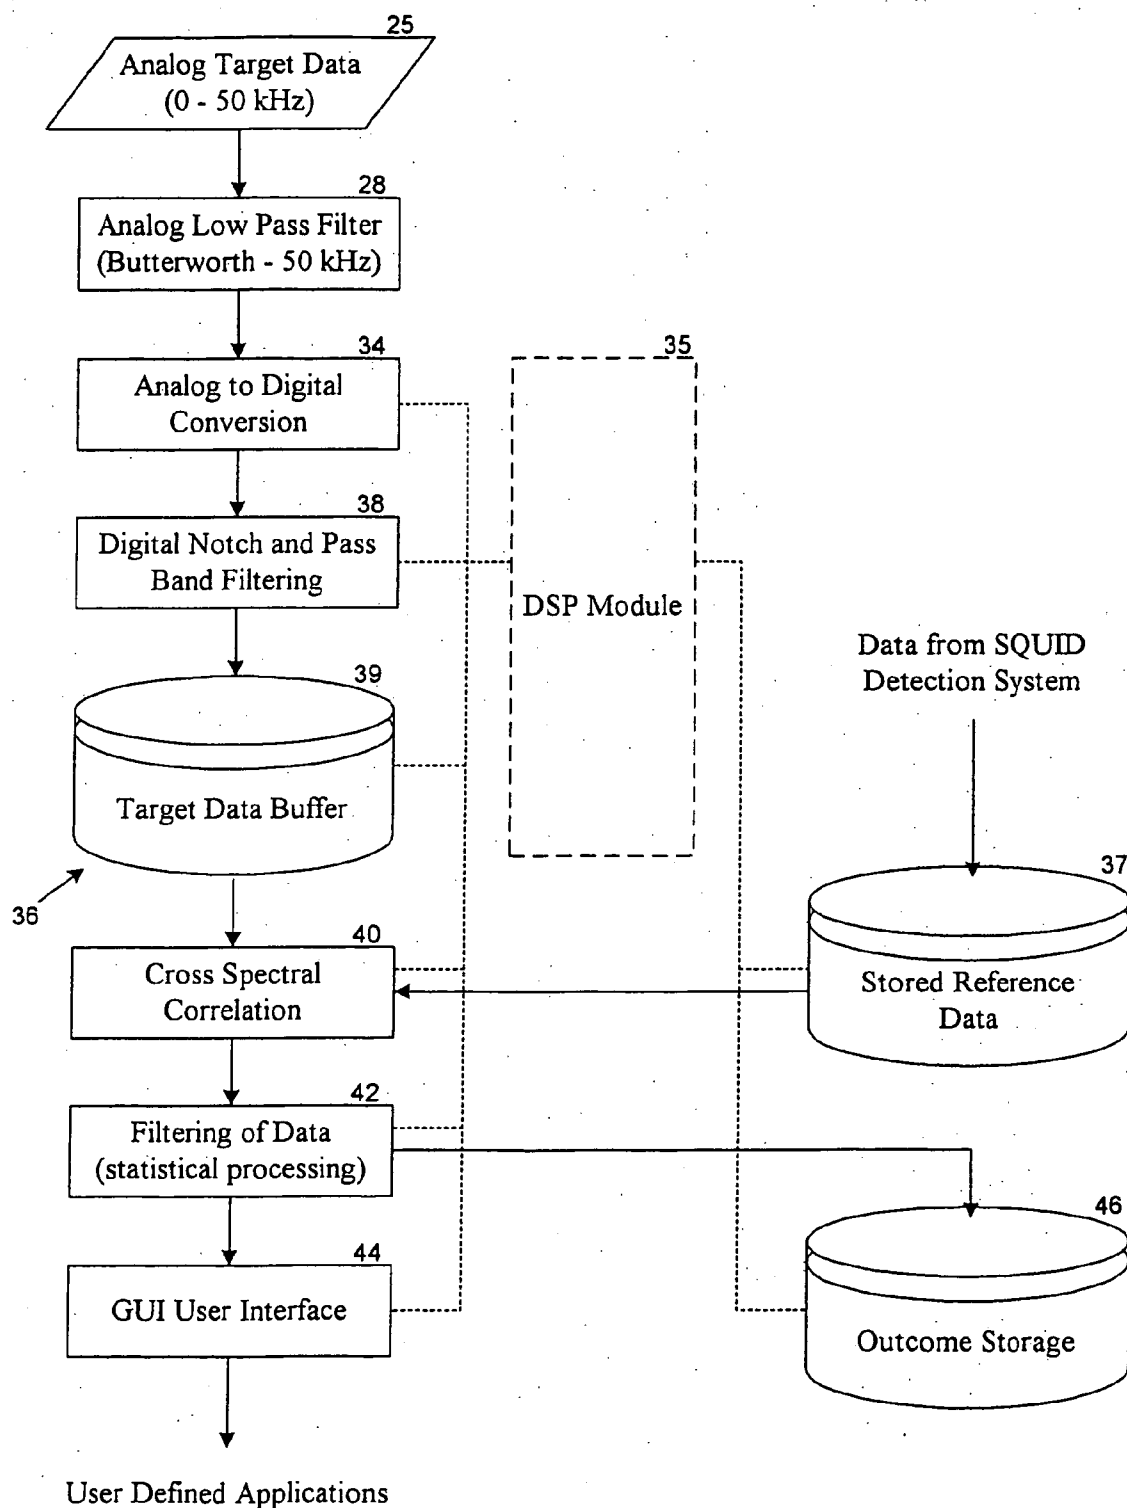 25
Analog Target Data
(0 - 50 kHz)
28
Analog Low Pass Filter
(Butterworth - 50 kHz)
34
Analog to Digital
Conversion
35
DSP Module
38
Digital Notch and Pass
Band Filtering
39
Target Data Buffer
36
Data from SQUID
Detection System
37
Stored Reference
Data
40
Cross Spectral
Correlation
42
Filtering of Data
(statistical processing)
46
Outcome Storage
44
GUI User Interface
User Defined Applications